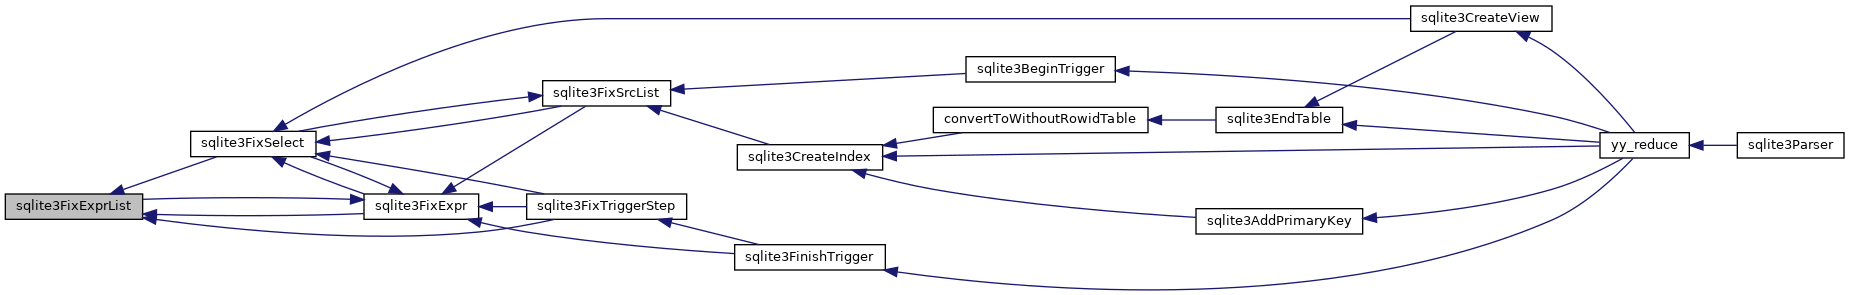 sqlite3CreateView
sqlite3BeginTrigger
sqlite3FixSrcList
convertToWithoutRowidTable
sqlite3EndTable
sqlite3FixSelect
yy_reduce
sqlite3Parser
sqlite3CreateIndex
sqlite3FixExprList
sqlite3FixExpr
sqlite3FixTriggerStep
sqlite3AddPrimaryKey
sqlite3FinishTrigger